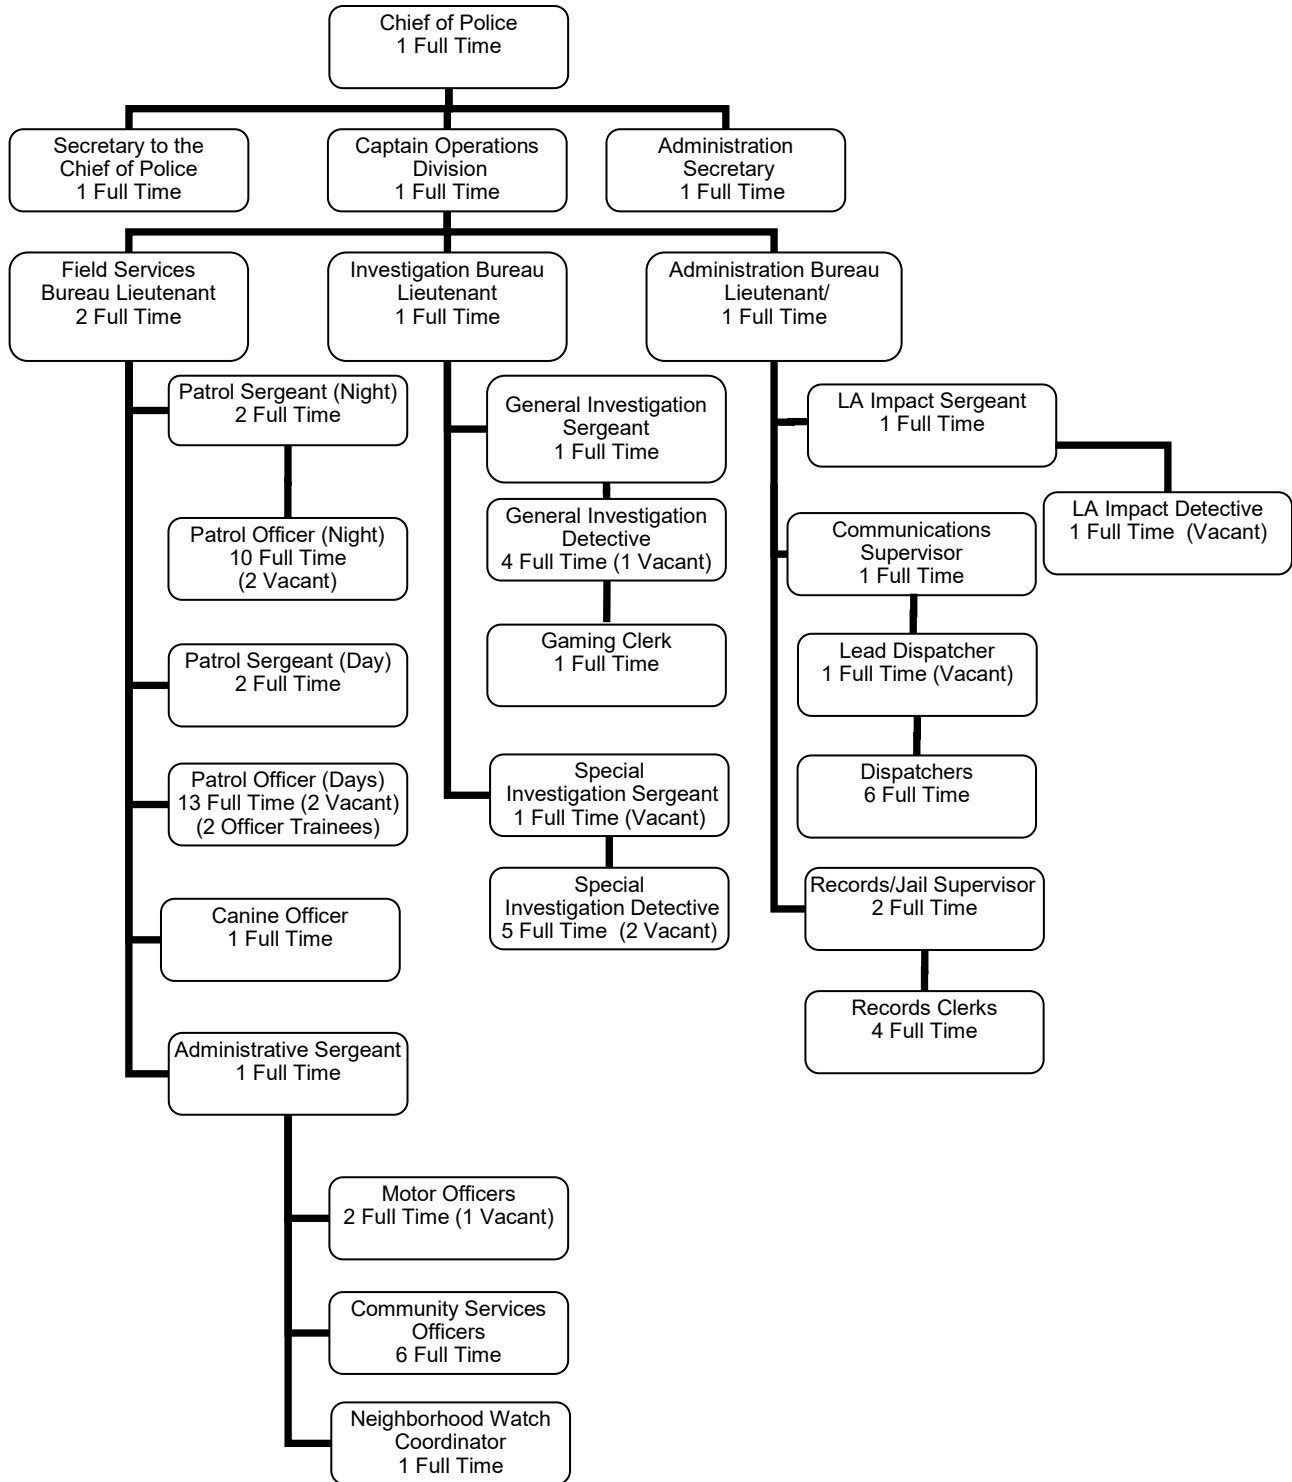 Chief of Police
1 Full Time
Secretary to the
Chief of Police
1 Full Time
Captain Operations
Division
1 Full Time
Administration
Secretary
1 Full Time
Field Services
Bureau Lieutenant
2 Full Time
Investigation Bureau
Lieutenant
1 Full Time
Administration Bureau
Lieutenant/
1 Full Time
Patrol Sergeant (Night)
2 Full Time
Patrol Officer (Night)
10 Full Time
(2 Vacant)
Patrol Sergeant (Day)
2 Full Time
Patrol Officer (Days)
13 Full Time (2 Vacant)
(2 Officer Trainees)
Canine Officer
1 Full Time
Administrative Sergeant
1 Full Time
Motor Officers
2 Full Time (1 Vacant)
Community Services
Officers
6 Full Time
Neighborhood Watch
Coordinator
1 Full Time
General Investigation
Sergeant
1 Full Time
General Investigation
Detective
4 Full Time (1 Vacant)
Gaming Clerk
1 Full Time
Special
Investigation Sergeant
1 Full Time (Vacant)
Special
Investigation Detective
5 Full Time (2 Vacant)
LA Impact Sergeant
1 Full Time
LA Impact Detective
1 Full Time (Vacant)
Communications
Supervisor
1 Full Time
Lead Dispatcher
1 Full Time (Vacant)
Dispatchers
6 Full Time
Records/Jail Supervisor
2 Full Time
Records Clerks
4 Full Time